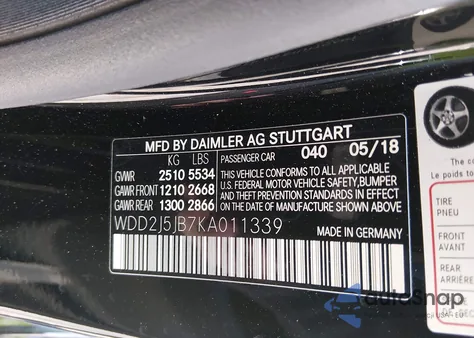 MFD BY DAIMLER AG STUTTGART
KG LBS
PASSENGER CAR 040 05/18
GVWR 2510 5534
GAWR FRONT 1210 2668
GAWR REAR 1300 2866
THIS VEHICLE CONFORMS TO ALL APPLICABLE
U.S. FEDERAL MOTOR VEHICLE SAFETY, BUMPER
AND THEFT PREVENTION STANDARDS IN EFFECT
ON THE DATE OF MANUFACTURE SHOWN ABOVE
WDD2J5JB7KA011339
MADE IN GERMANY
TIRE
PNEU
FRONT
AVANT
REAR
ARRIÈRE
autoSnap